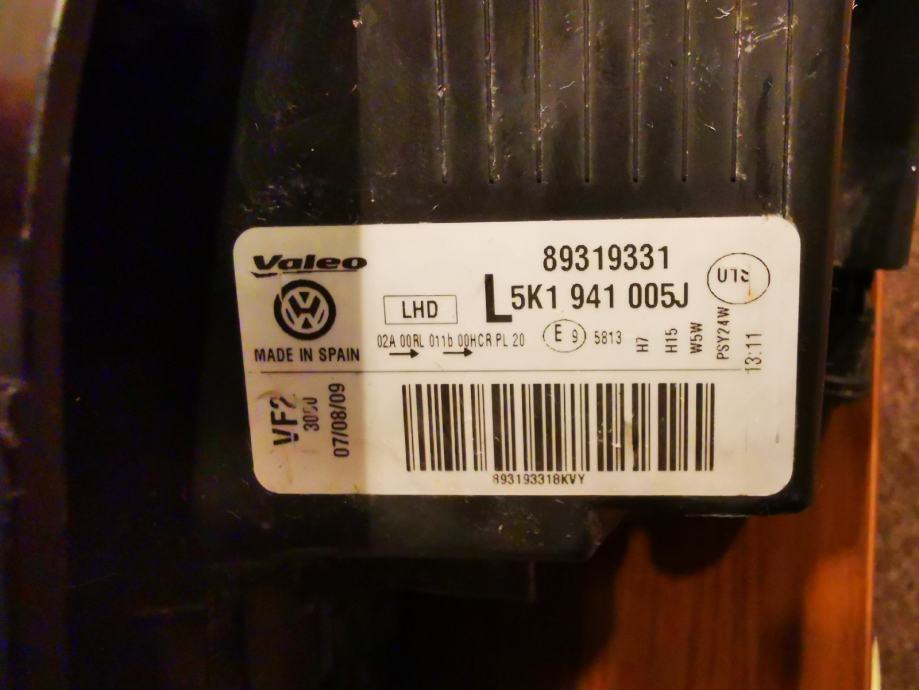 Valeo
89319331
LHD
L 5K1 941 005J
MADE IN SPAIN
02A 00RL 011b 00HCR PL 20
E 9 5813
H7
H15
W5W
PSY24W
13:11
VF2
07/08/09
893193318KVY